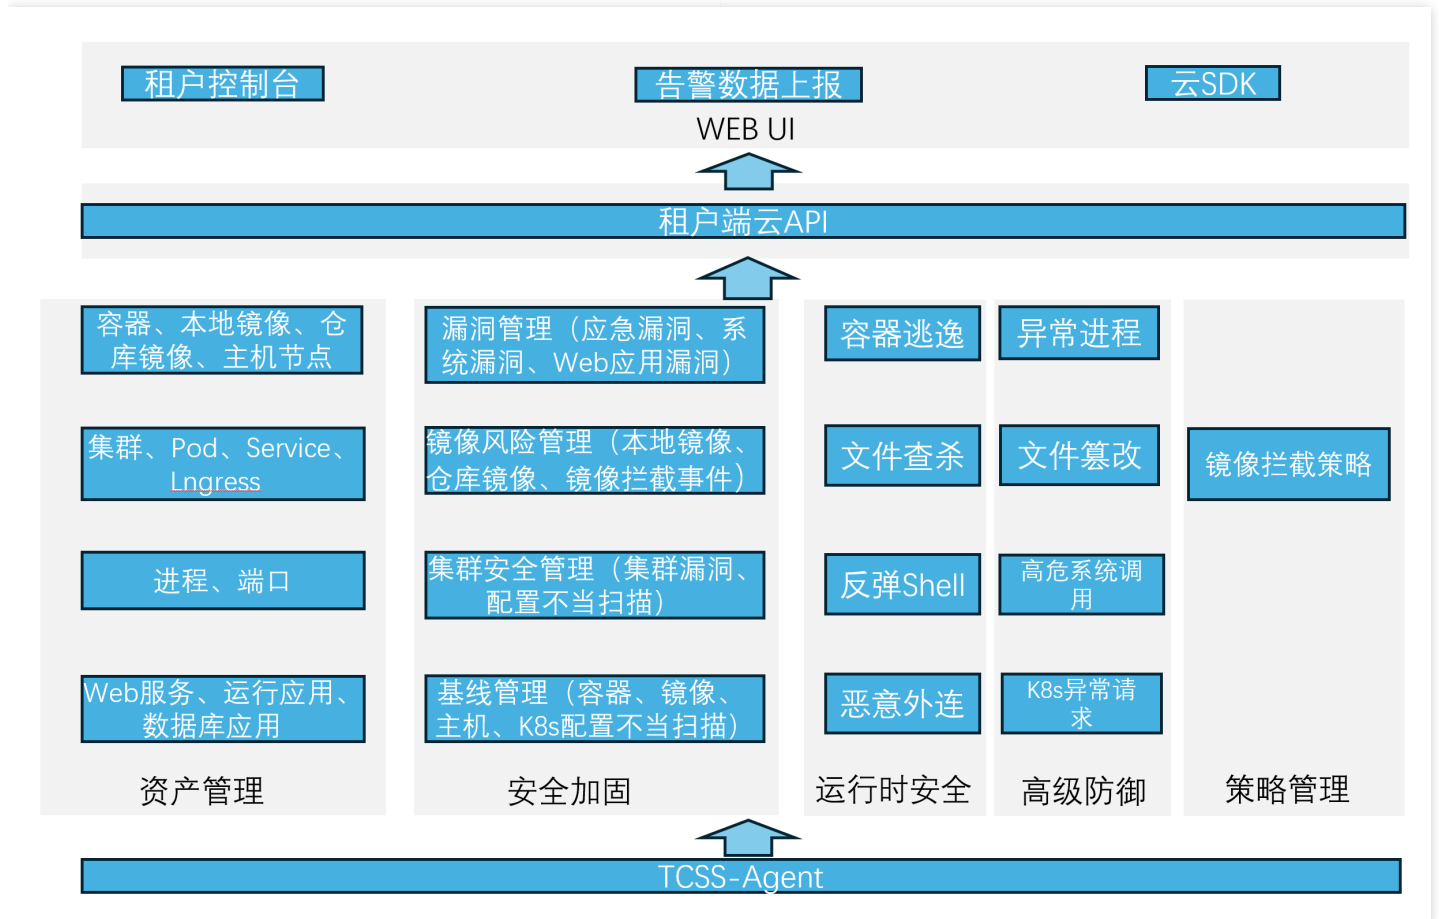 租户控制台
告警数据上报
云SDK
WEB UI
租户端云API
容器、本地镜像、仓
库镜像、主机节点
集群、Pod、Service、
Lngress
进程、端口
Web服务、运行应用、
数据库应用
资产管理
漏洞管理（应急漏洞、系
统漏洞、Web应用漏洞）
镜像风险管理（本地镜像、
仓库镜像、镜像拦截事件）
集群安全管理（集群漏洞、
配置不当扫描）
基线管理（容器、镜像、
主机、K8s配置不当扫描）
安全加固
容器逃逸
文件查杀
反弹Shell
恶意外连
运行时安全
异常进程
文件篡改
高危系统调
用
K8s异常请
求
高级防御
镜像拦截策略
策略管理
TCSS-Agent